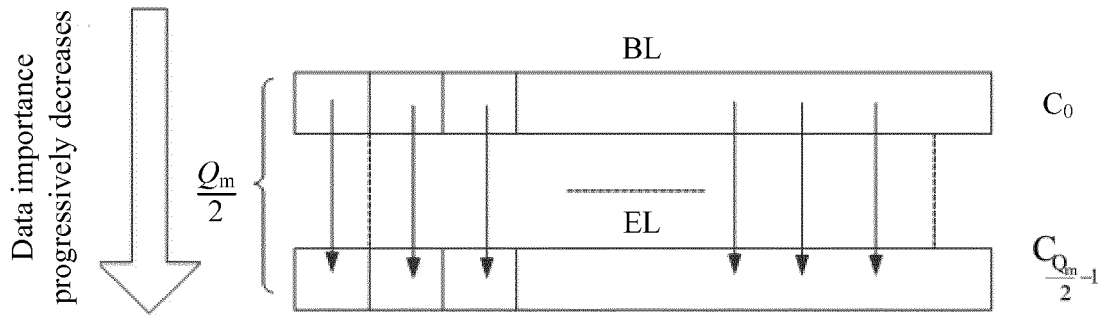 Data importance
progressively decreases
Qm
2
BL
C0
EL
CQm
2 -1